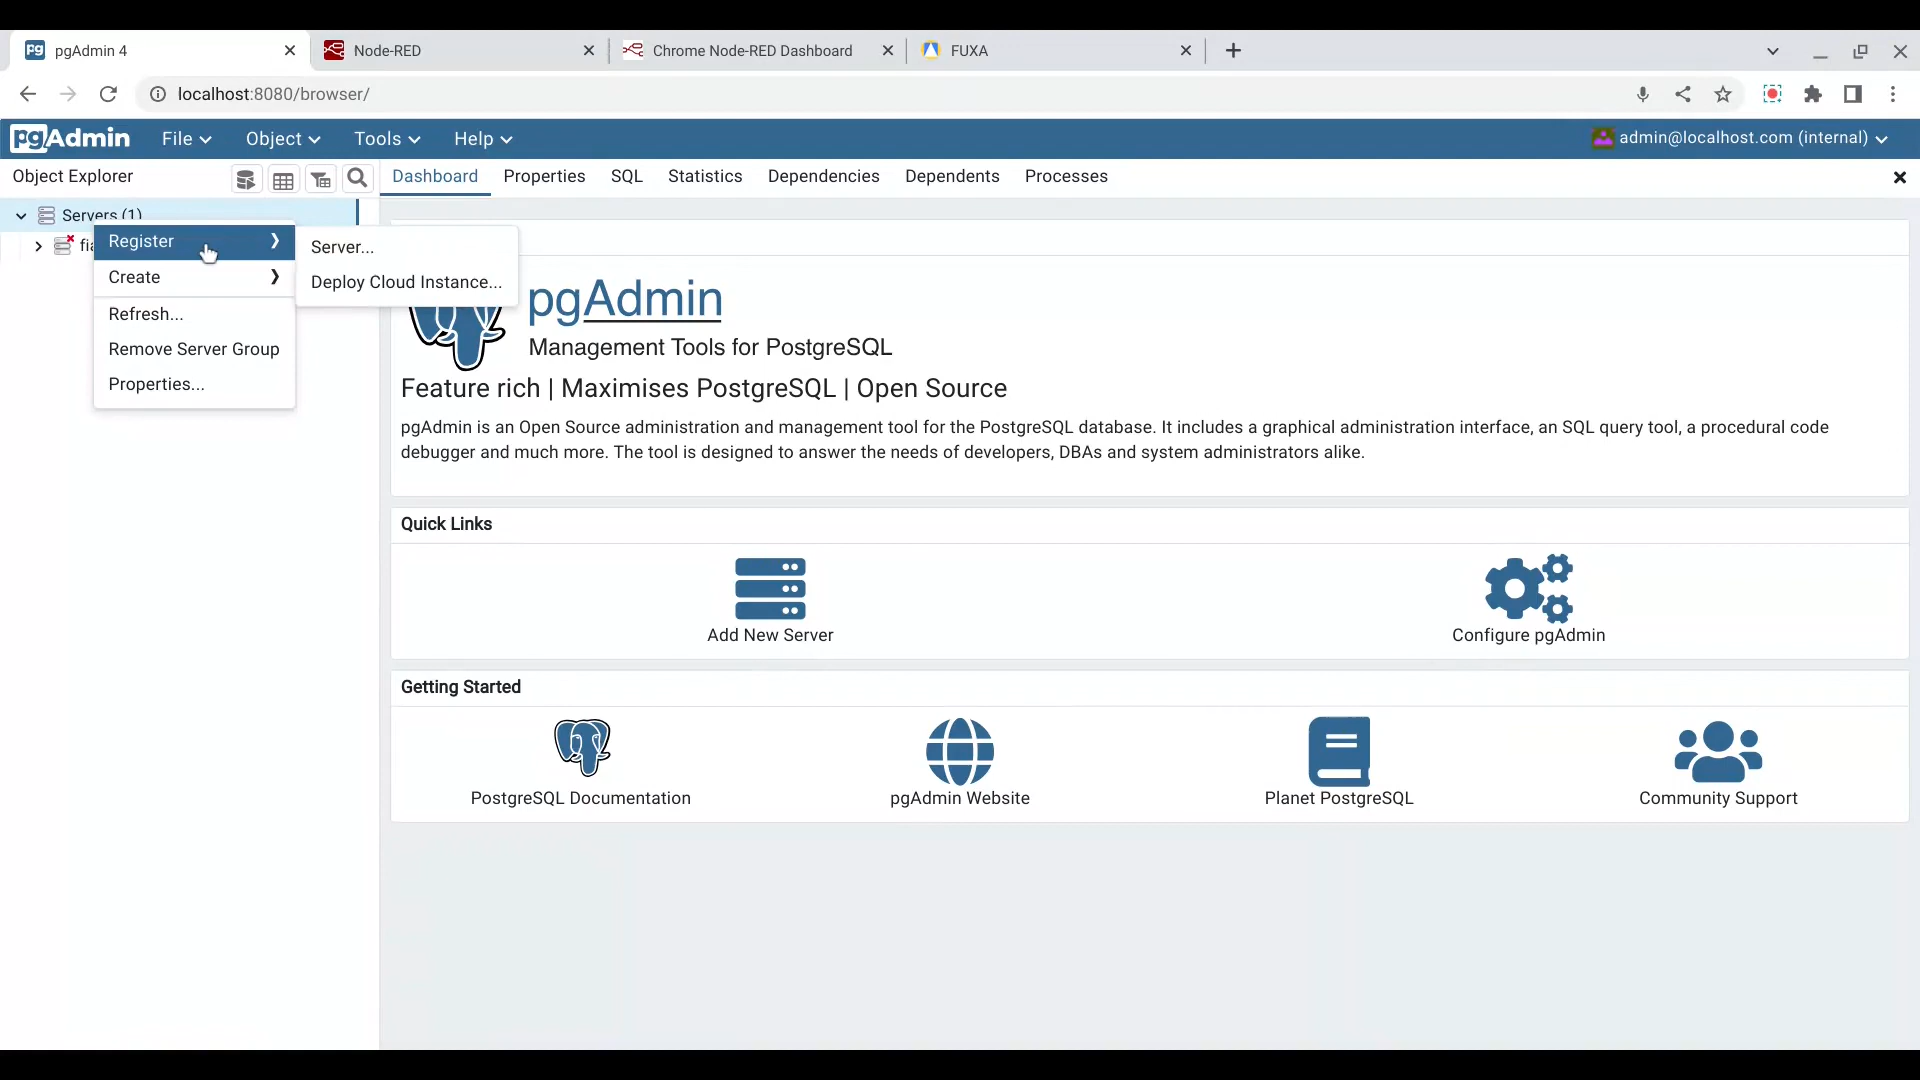 pgAdmin 4
Node-RED
Chrome Node-RED Dashboard
FUXA
localhost:8080/browser/
pgAdmin
File
Object
Tools
Help
admin@localhost.com (internal)
Object Explorer
Dashboard
Properties
SQL
Statistics
Dependencies
Dependents
Processes
Servers (1)
Register
Server...
Create
Deploy Cloud Instance...
Refresh...
Remove Server Group
Properties...
pgAdmin
Management Tools for PostgreSQL
Feature rich | Maximises PostgreSQL | Open Source
pgAdmin is an Open Source administration and management tool for the PostgreSQL database. It includes a graphical administration interface, an SQL query tool, a procedural code
debugger and much more. The tool is designed to answer the needs of developers, DBAs and system administrators alike.
Quick Links
Add New Server
Configure pgAdmin
Getting Started
PostgreSQL Documentation
pgAdmin Website
Planet PostgreSQL
Community Support